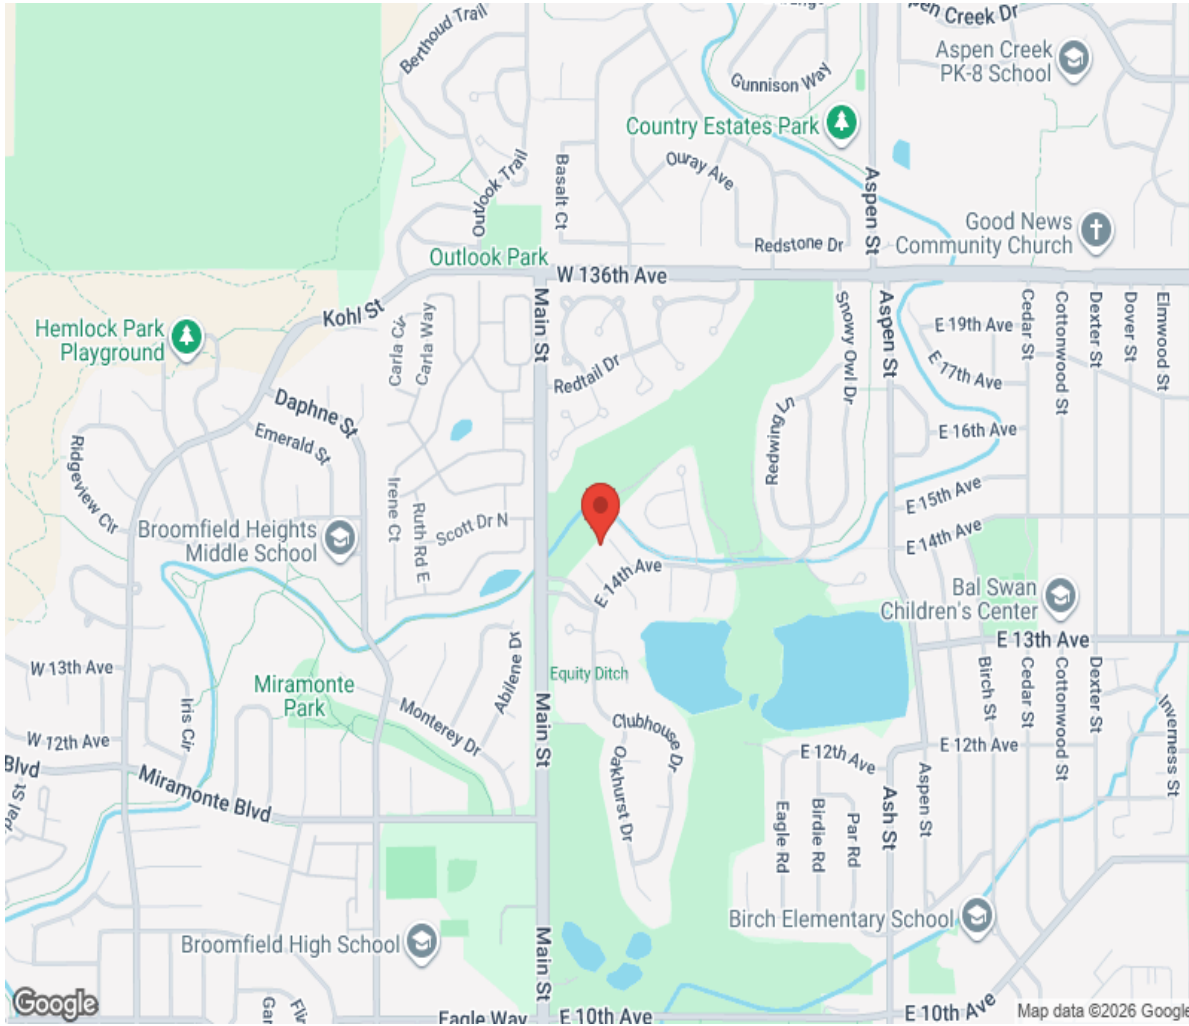 Berthoud Trail
Gunnison Way
pen Creek Dr
Aspen Creek
PK-8 School
Country Estates Park
Ouray Ave
Basalt Ct
Outlook Trail
Aspen St
Good News
Community Church
Redstone Dr
Outlook Park
W 136th Ave
Kohl St
Main St
Carla Cir
Carla Way
Hemlock Park
Playground
Redtail Dr
Snowy Owl Dr
Aspen St
E 19th Ave
E 17th Ave
Cedar St
Cottonwood St
Dexter St
Dover St
Elmwood St
Daphne St
Emerald St
Redwing Ln
E 16th Ave
Ridgeview Cir
Irene Ct
Ruth Rd E
Scott Dr N
Broomfield Heights
Middle School
E 15th Ave
E 14th Ave
E 14th Ave
Bal Swan
Children's Center
E 13th Ave
W 13th Ave
Miramonte
Park
Abilene Dr
Equity Ditch
Iris Cir
Monterey Dr
Main St
Clubhouse Dr
Oakhurst Dr
Birch St
Cedar St
Cottonwood St
Dexter St
Inverness St
W 12th Ave
E 12th Ave
E 12th Ave
Blvd
Miramonte Blvd
pal St
Eagle Rd
Birdie Rd
Par Rd
Ash St
Aspen St
Birch Elementary School
Broomfield High School
Main St
Google
Eagle Way
E 10th Ave
E 10th Ave
Map data ©2026 Google